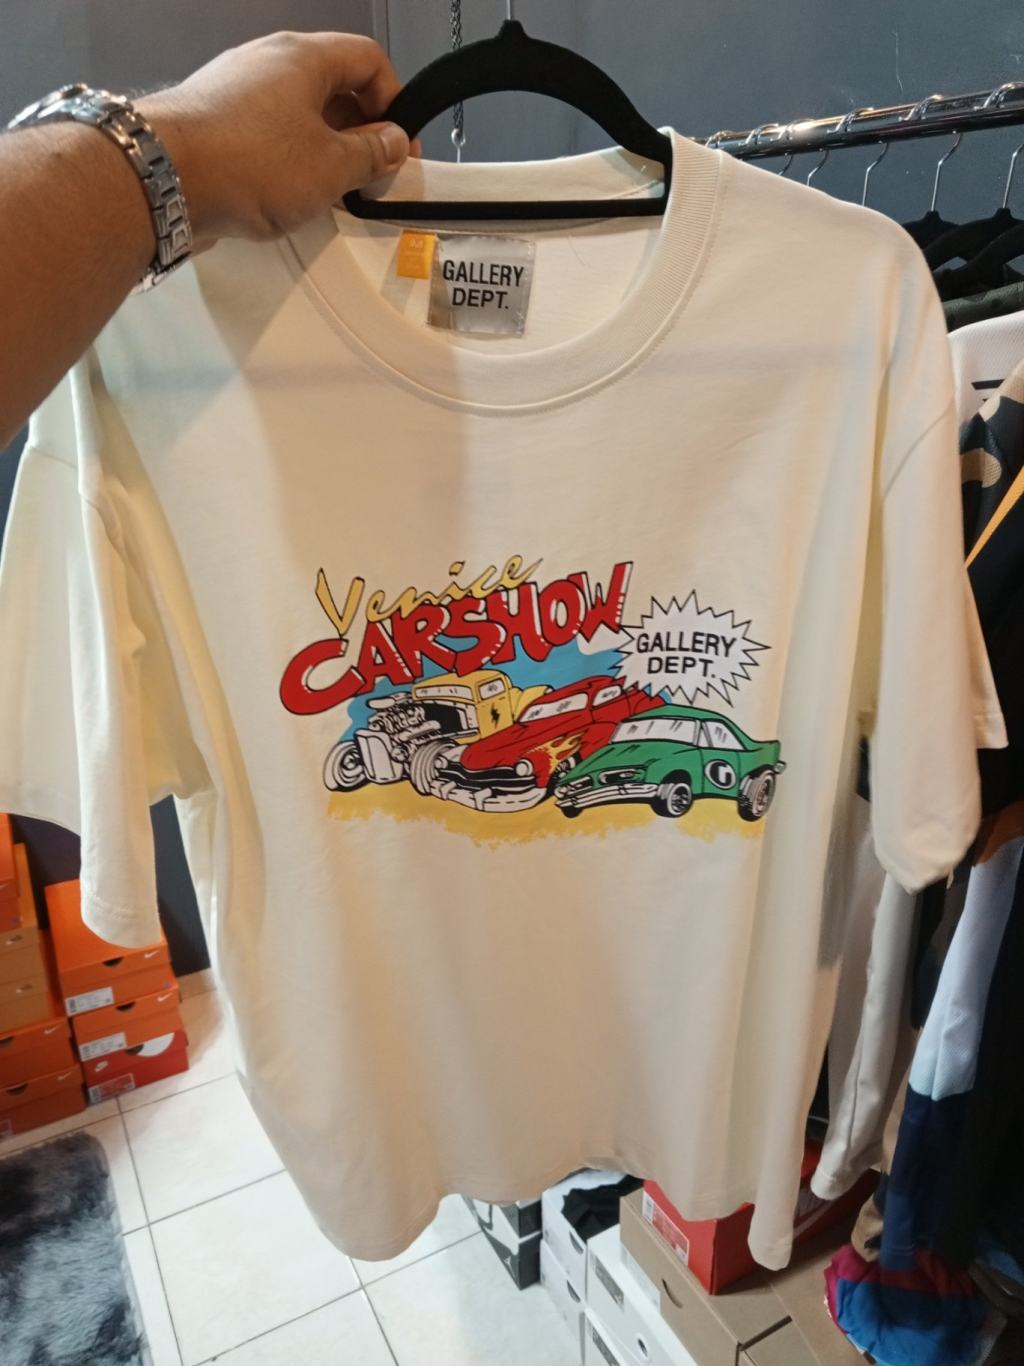 GALLERY
DEPT.
Venice
CARSHOW
GALLERY
DEPT.